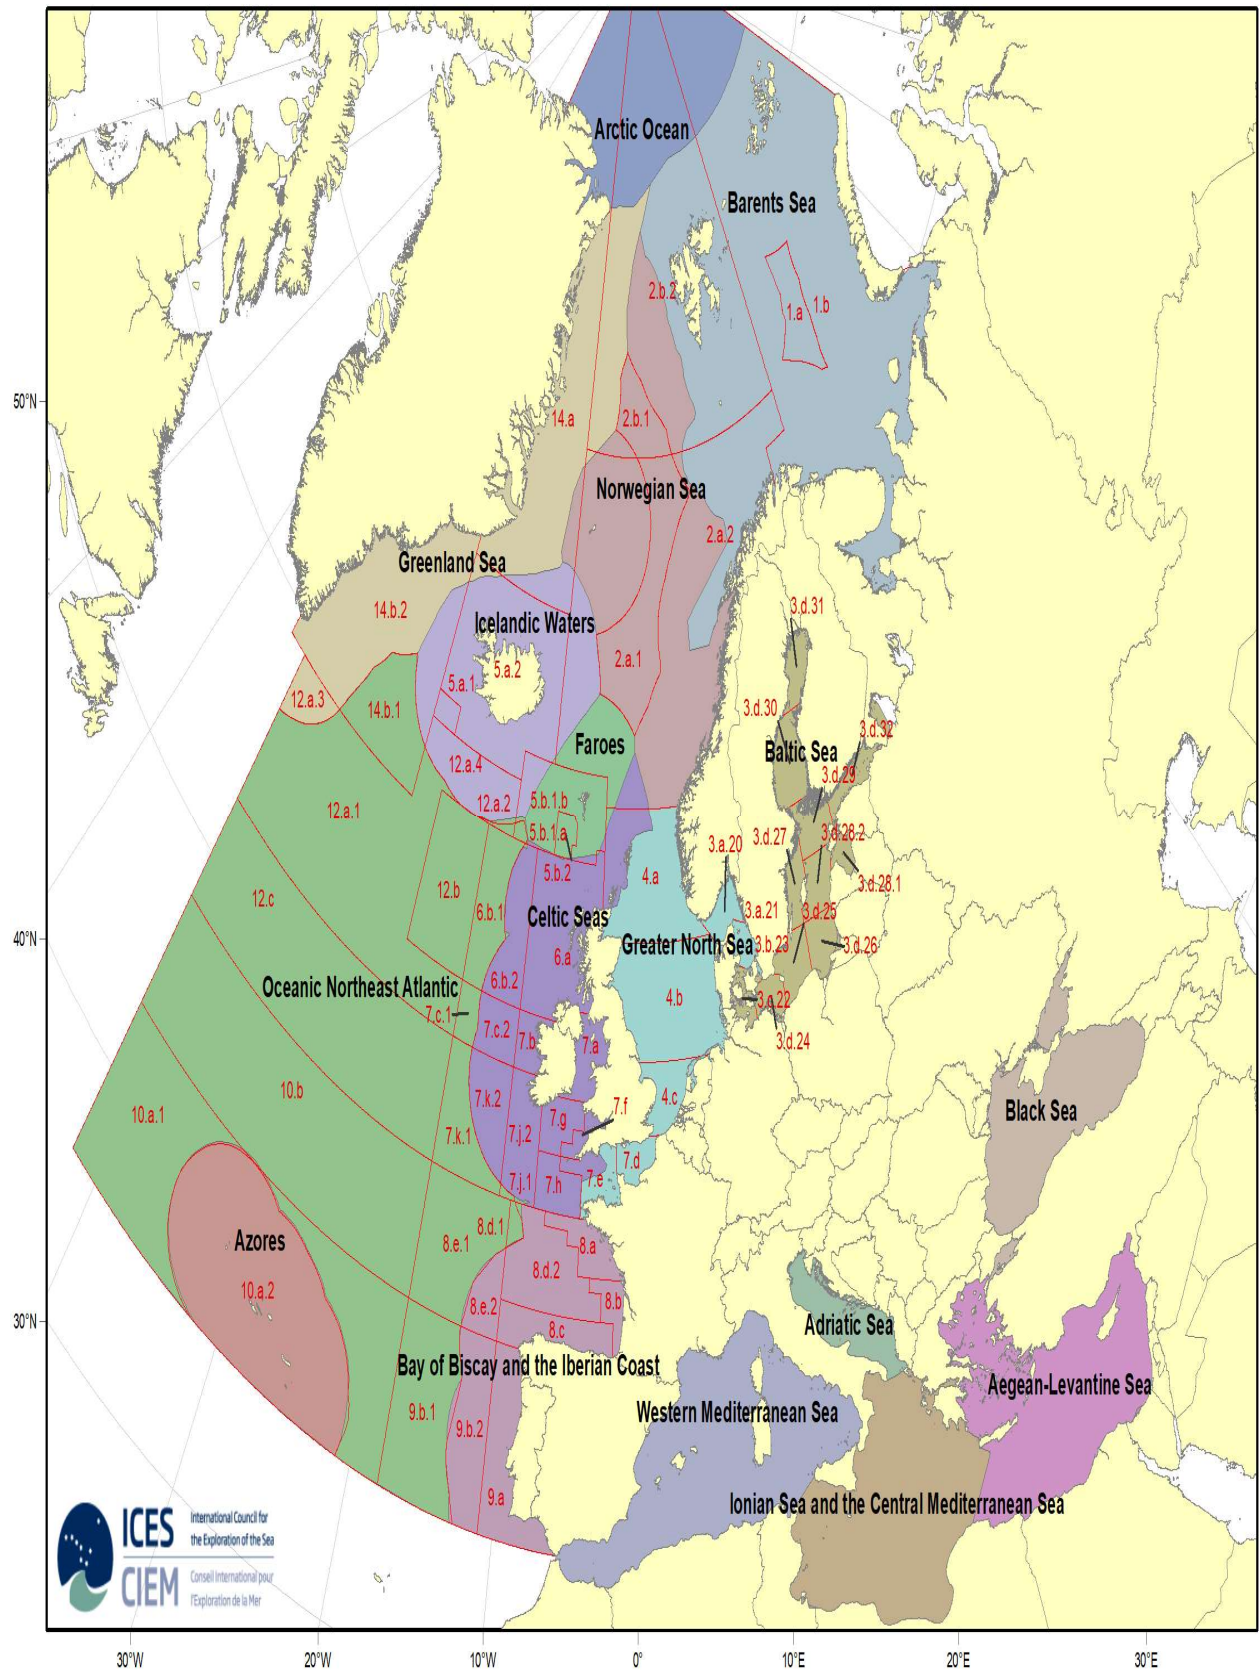 Arctic Ocean
Barents Sea
2.b.2
1.a
1.b
50°N
14.a
2.b.1
Norwegian Sea
2.a.2
Greenland Sea
14.b.2
Icelandic Waters
3.d.31
5.a.1
5.a.2
2.a.1
12.a.3
14.b.1
3.d.30
3.d.32
Faroes
Baltic Sea
12.a.4
3.d.29
12.a.2
5.b.1.b
12.a.1
5.b.1.a
3.a.20
3.d.27
3.d.28.2
5.b.2
4.a
3.d.28.1
12.b
12.c
6.b.1
Celtic Seas
3.a.21
3.d.25
40°N
6.a
Greater North Sea
3.b.23
3.d.26
6.b.2
Oceanic Northeast Atlantic
4.b
3.c.22
7.c.1
7.c.2
7.b
7.a
3.d.24
10.b
7.k.2
4.c
10.a.1
7.f
Black Sea
7.g
7.k.1
7.j.2
7.d
7.j.1
7.h
7.e
8.d.1
Azores
8.e.1
8.a
8.d.2
10.a.2
8.e.2
8.b
30°N
8.c
Adriatic Sea
Bay of Biscay and the Iberian Coast
Aegean-Levantine Sea
9.b.1
9.b.2
Western Mediterranean Sea
9.a
Ionian Sea and the Central Mediterranean Sea
ICES
International Council for
the Exploration of the Sea
CIEM
Conseil International pour
l'Exploration de la Mer
30°W
20°W
10°W
0°
10°E
20°E
30°E